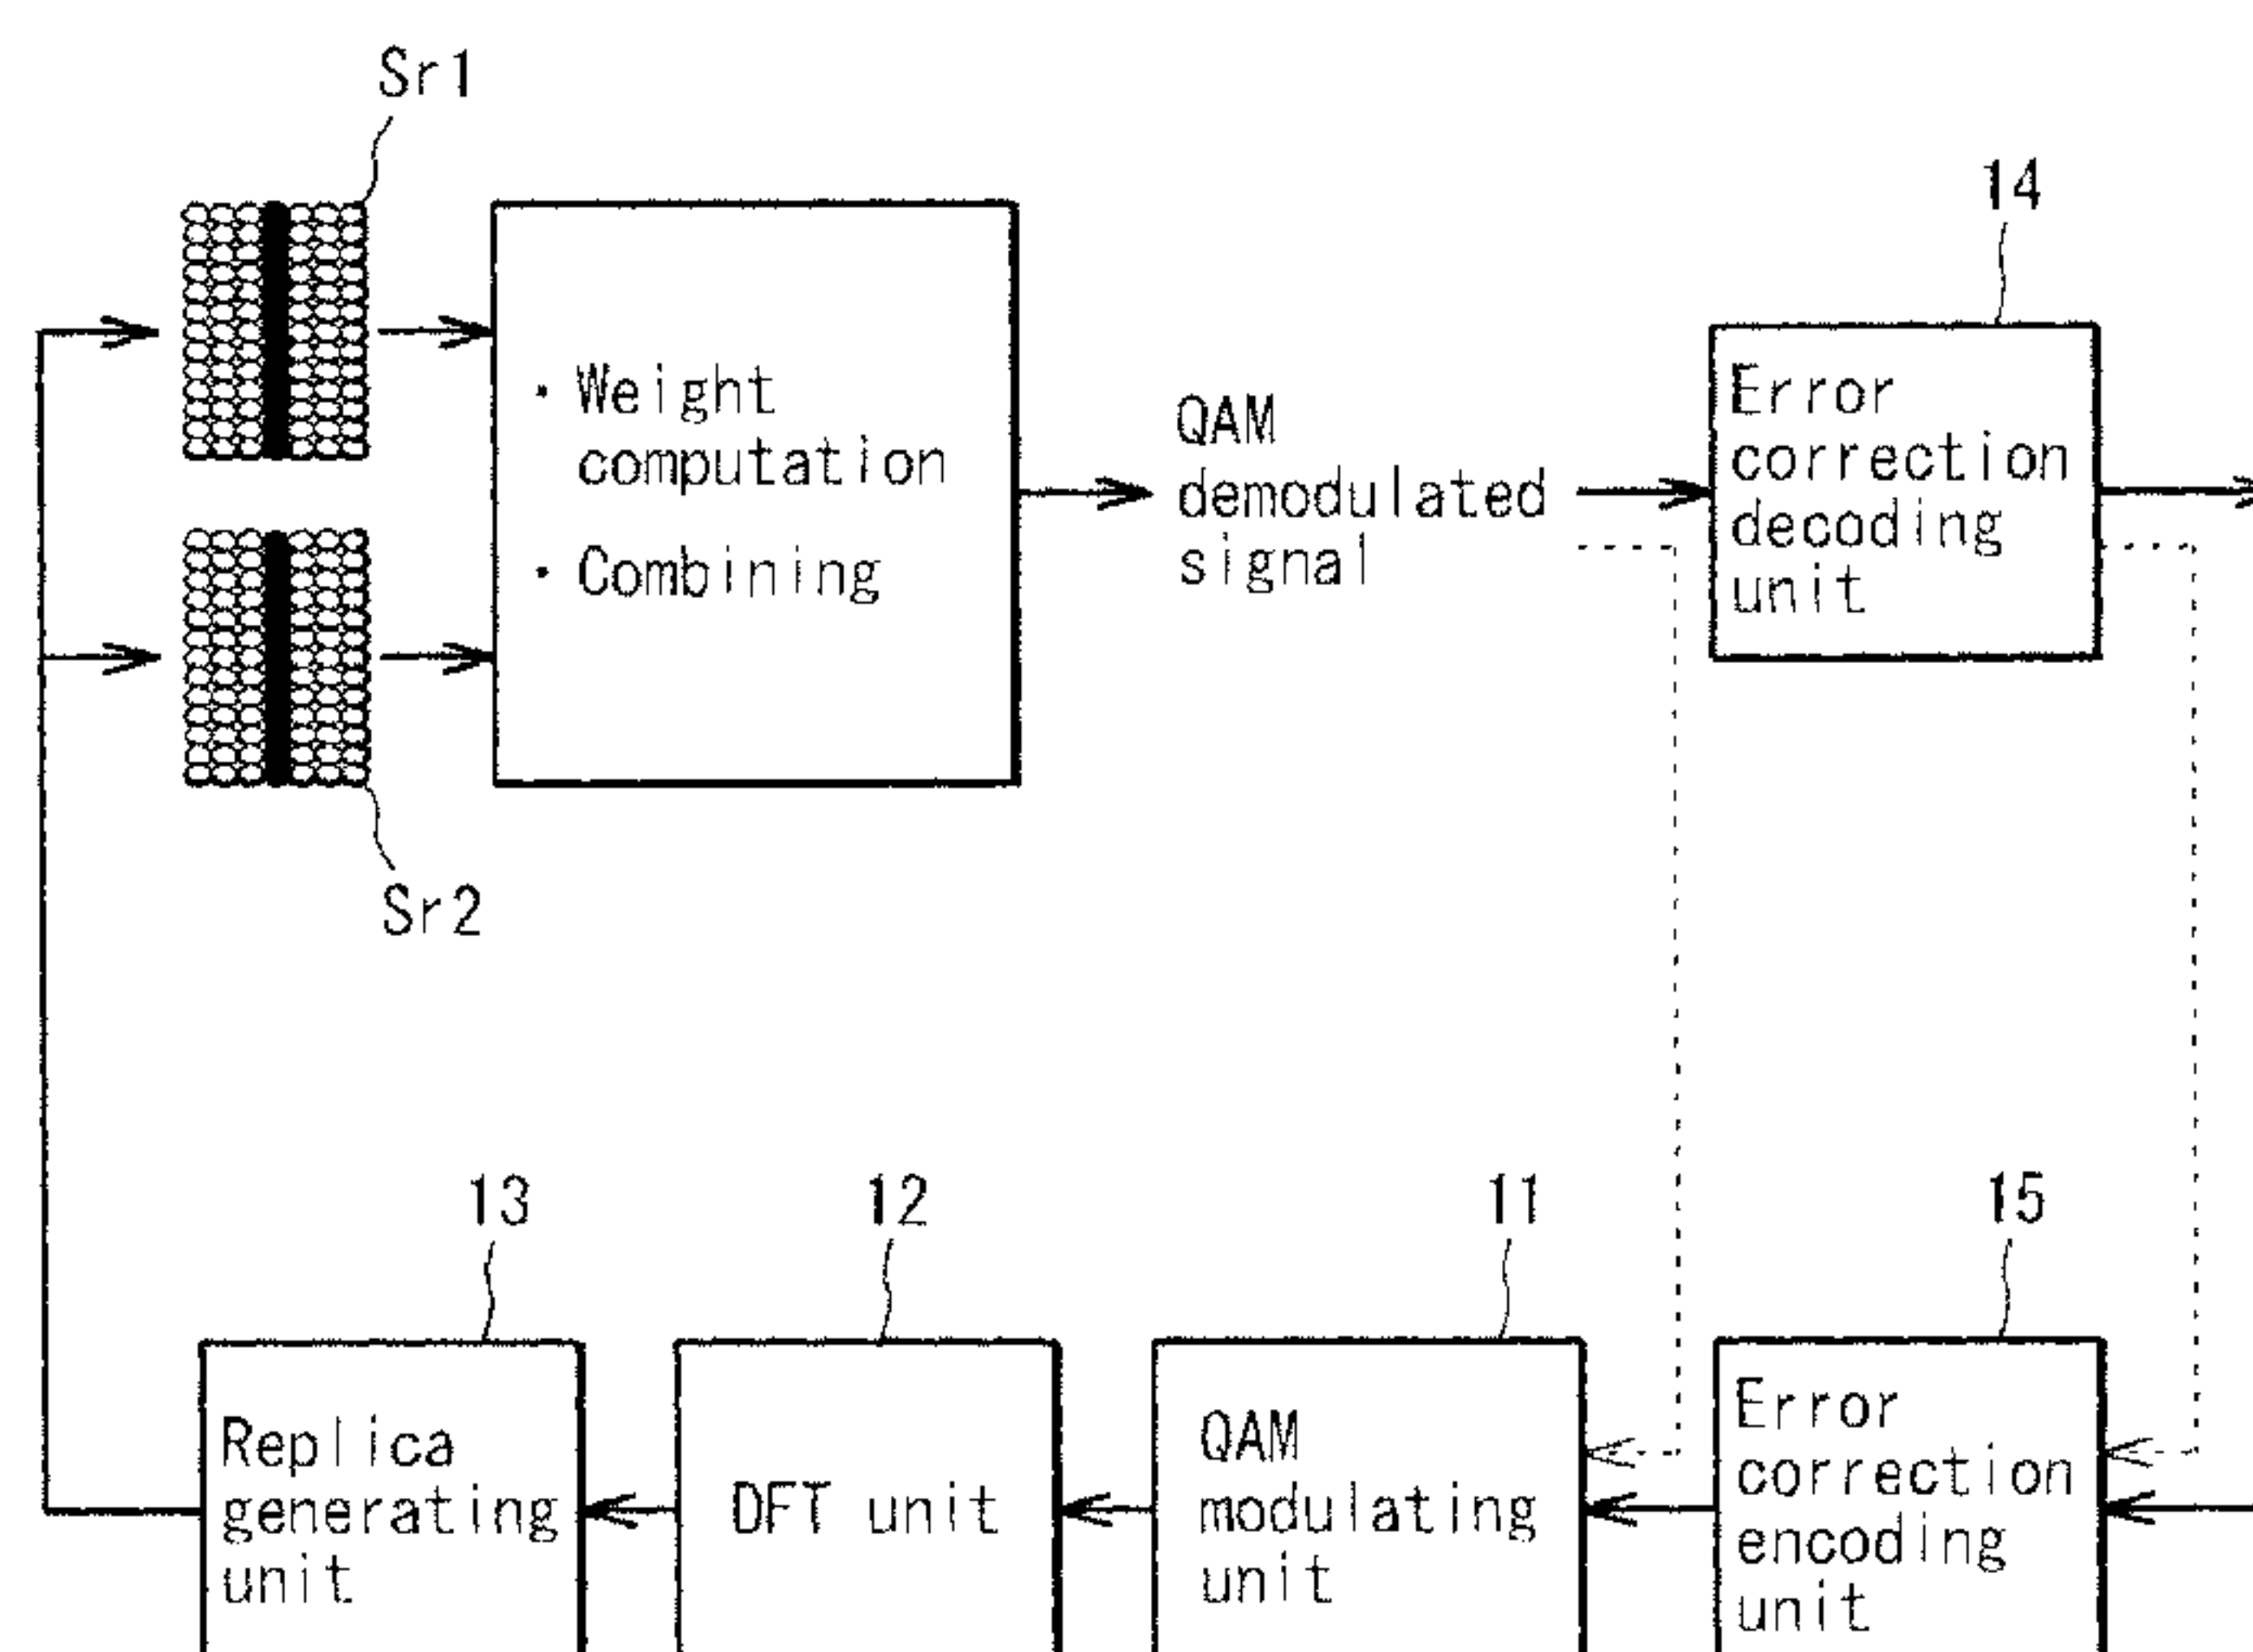 Sr1
14
· Weight
computation
· Combining
QAM
demodulated
signal
Error
correction
decoding
unit
Sr2
13
12
11
15
Replica
generating
unit
DFT unit
QAM
modulating
unit
Error
correction
encoding
unit